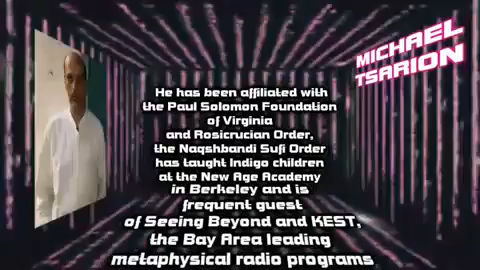 MICHAEL
TSARION
He has been affiliated with
the Paul Solomon Foundation
of Virginia
and Rosicrucian Order,
the Naqshbandi Sufi Order
has taught Indigo children
at the New Age Academy
in Berkeley and is
frequent guest
of Seeing Beyond and KEST,
the Bay Area leading
metaphysical radio programs